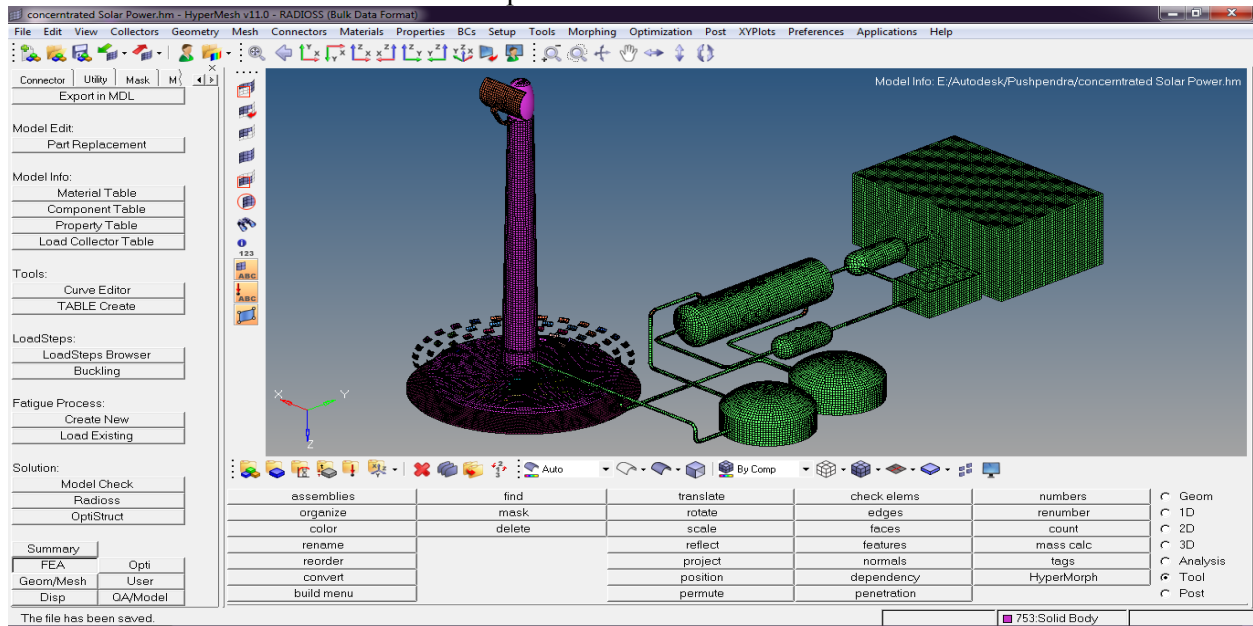 concerntrated Solar Power.hm - HyperMesh v11.0 - RADIOSS (Bulk Data Format)
File Edit View Collectors Geometry Mesh Connectors Materials Properties BCs Setup Tools Morphing Optimization Post XYPlots Preferences Applications Help
Connector Utility Mask M
Export in MDL
Model Info: E:/Autodesk/Pushpendra/concerntrated Solar Power.hm
Model Edit:
Part Replacement
Model Info:
Material Table
Component Table
Property Table
Load Collector Table
123
ABC
ABC
Tools:
Curve Editor
TABLE Create
LoadSteps:
LoadSteps Browser
Buckling
Fatigue Process:
Create New
Load Existing
X Y
Z
Solution:
Model Check
Radioss
OptiStruct
Summary
FEA Opti
Geom/Mesh User
Disp QA/Model
Auto By Comp
assemblies find translate check elems numbers Geom
organize mask rotate edges renumber 1D
color delete scale faces count 2D
rename reflect features mass calc 3D
reorder project normals tags Analysis
convert position dependency HyperMorph Tool
build menu permute penetration Post
The file has been saved. 753:Solid Body